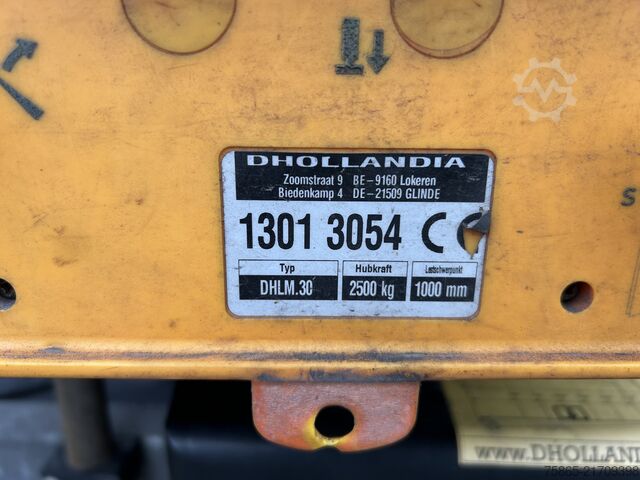 DHOLLANDIA
Zoomstraat 9 BE-9160 Lokeren
Biedenkamp 4 DE-21509 GLINDE
1301 3054 CE
Typ Hubkraft Lastschwerpunkt
DHLM.30 2500 kg 1000 mm
S
WWW.DHOLLANDI